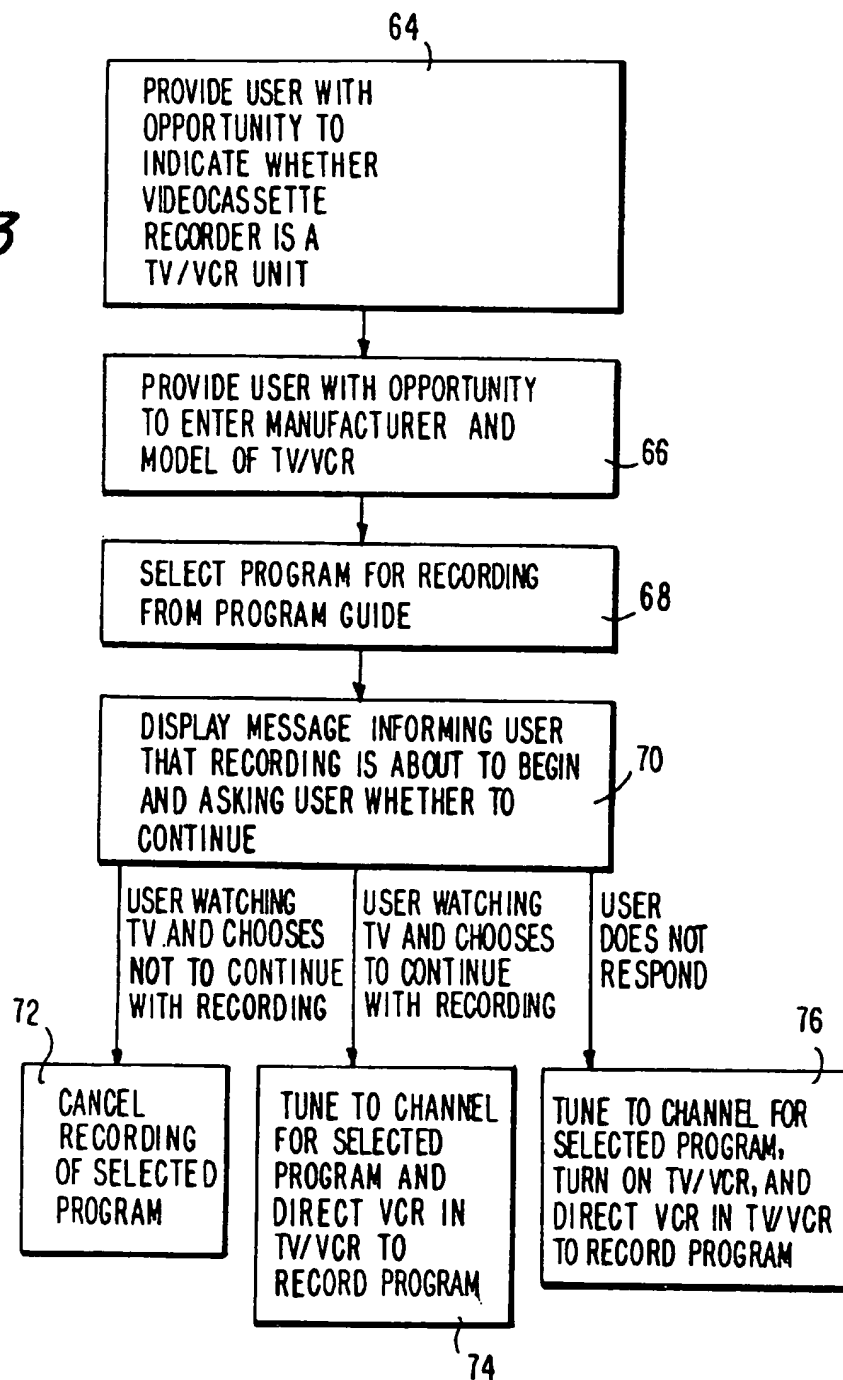 64
PROVIDE USER WITH
OPPORTUNITY TO
INDICATE WHETHER
VIDEOCASSETTE
RECORDER IS A
TV/VCR UNIT
3
PROVIDE USER WITH OPPORTUNITY
TO ENTER MANUFACTURER AND
MODEL OF TV/VCR
66
SELECT PROGRAM FOR RECORDING
FROM PROGRAM GUIDE
68
DISPLAY MESSAGE INFORMING USER
THAT RECORDING IS ABOUT TO BEGIN
AND ASKING USER WHETHER TO
CONTINUE
70
USER WATCHING
TV AND CHOOSES
NOT TO CONTINUE
WITH RECORDING
USER WATCHING
TV AND CHOOSES
TO CONTINUE
WITH RECORDING
USER
DOES NOT
RESPOND
72
CANCEL
RECORDING
OF SELECTED
PROGRAM
TUNE TO CHANNEL
FOR SELECTED
PROGRAM AND
DIRECT VCR IN
TV/VCR TO
RECORD PROGRAM
74
76
TUNE TO CHANNEL FOR
SELECTED PROGRAM,
TURN ON TV/VCR, AND
DIRECT VCR IN TV/VCR
TO RECORD PROGRAM